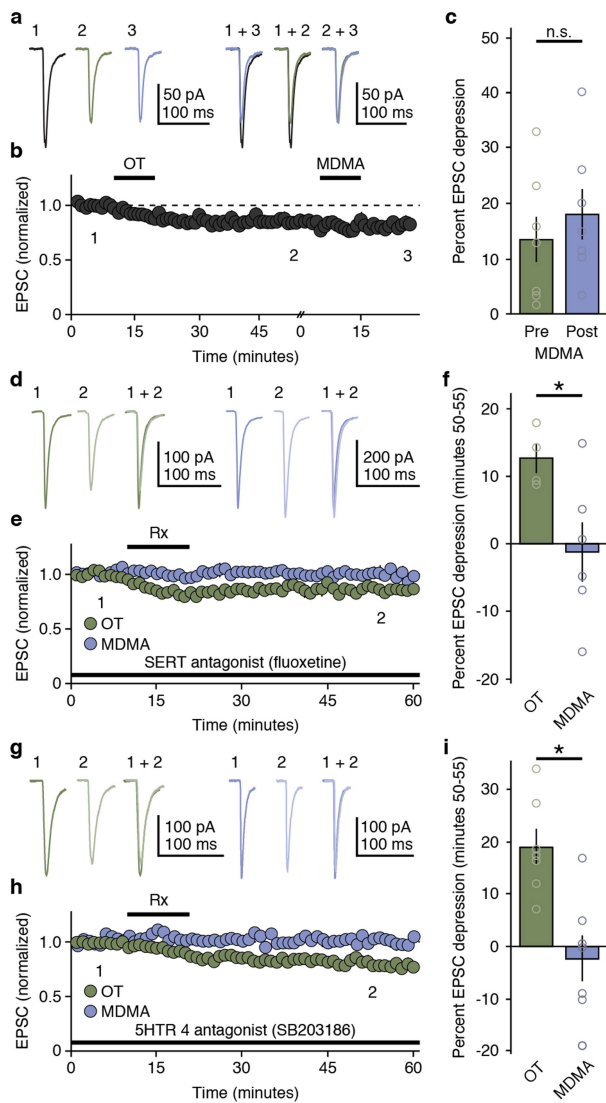 a
1
2
3
1 + 3
1 + 2
2 + 3
50 pA
100 ms
50 pA
100 ms
b
OT
MDMA
EPSC (normalized)
1.0
0.5
0
1
2
3
0
15
30
45
0
15
Time (minutes)
c
n.s.
Percent EPSC depression
50
40
30
20
10
0
Pre
Post
MDMA
d
1
2
1 + 2
1
2
1 + 2
100 pA
100 ms
200 pA
100 ms
e
Rx
EPSC (normalized)
1.0
0.5
0
1
2
OT
MDMA
SERT antagonist (fluoxetine)
0
15
30
45
60
Time (minutes)
f
*
Percent EPSC depression (minutes 50-55)
20
10
0
-10
-20
OT
MDMA
g
1
2
1 + 2
1
2
1 + 2
100 pA
100 ms
100 pA
100 ms
h
Rx
EPSC (normalized)
1.0
0.5
0
1
2
OT
MDMA
5HTR 4 antagonist (SB203186)
0
15
30
45
60
Time (minutes)
i
*
Percent EPSC depression (minutes 50-55)
30
20
10
0
-10
-20
OT
MDMA